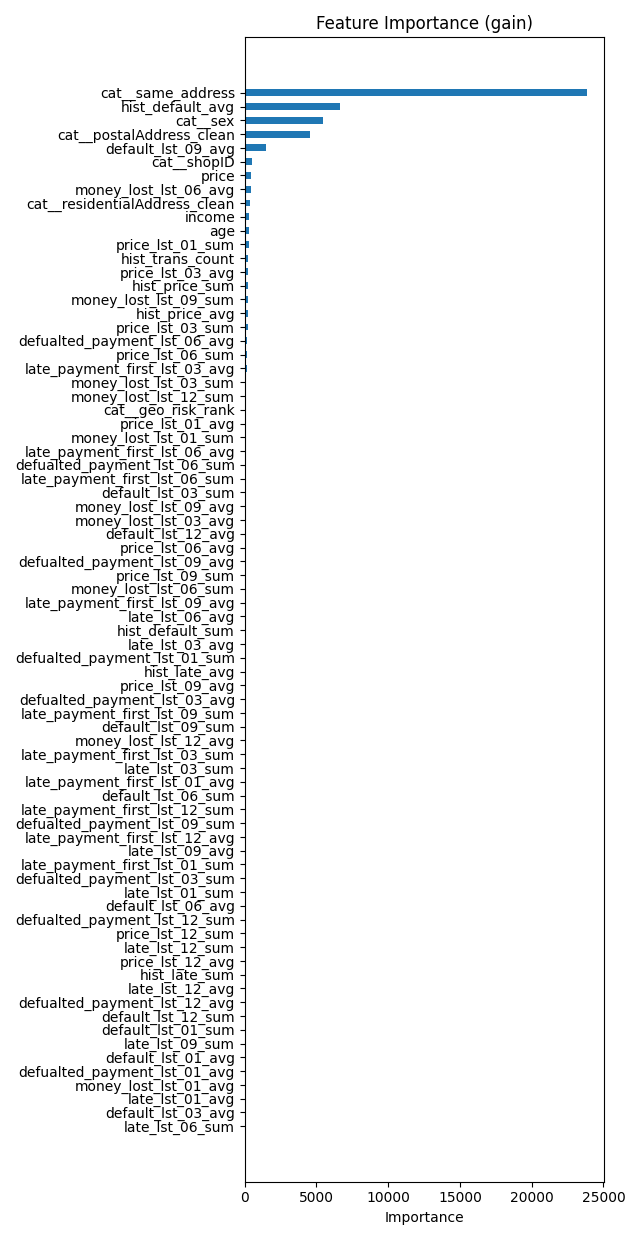 Feature Importance (gain)
cat__same_address
hist_default_avg
cat__sex
cat__postalAddress_clean
default_lst_09_avg
cat__shopID
price
money_lost_lst_06_avg
cat__residentialAddress_clean
income
age
price_lst_01_sum
hist_trans_count
price_lst_03_avg
hist_price_sum
money_lost_lst_09_sum
hist_price_avg
price_lst_03_sum
defualted_payment_lst_06_avg
price_lst_06_sum
late_payment_first_lst_03_avg
money_lost_lst_03_sum
money_lost_lst_12_sum
cat__geo_risk_rank
price_lst_01_avg
money_lost_lst_01_sum
late_payment_first_lst_06_avg
defualted_payment_lst_06_sum
late_payment_first_lst_06_sum
default_lst_03_sum
money_lost_lst_09_avg
money_lost_lst_03_avg
default_lst_12_avg
price_lst_06_avg
defualted_payment_lst_09_avg
price_lst_09_sum
money_lost_lst_06_sum
late_payment_first_lst_09_avg
late_lst_06_avg
hist_default_sum
late_lst_03_avg
defualted_payment_lst_01_sum
hist_late_avg
price_lst_09_avg
defualted_payment_lst_03_avg
late_payment_first_lst_09_sum
default_lst_09_sum
money_lost_lst_12_avg
late_payment_first_lst_03_sum
late_lst_03_sum
late_payment_first_lst_01_avg
default_lst_06_sum
late_payment_first_lst_12_sum
defualted_payment_lst_09_sum
late_payment_first_lst_12_avg
late_lst_09_avg
late_payment_first_lst_01_sum
defualted_payment_lst_03_sum
late_lst_01_sum
default_lst_06_avg
defualted_payment_lst_12_sum
price_lst_12_sum
late_lst_12_sum
price_lst_12_avg
hist_late_sum
late_lst_12_avg
defualted_payment_lst_12_avg
default_lst_12_sum
default_lst_01_sum
late_lst_09_sum
default_lst_01_avg
defualted_payment_lst_01_avg
money_lost_lst_01_avg
late_lst_01_avg
default_lst_03_avg
late_lst_06_sum
0 5000 10000 15000 20000 25000
Importance